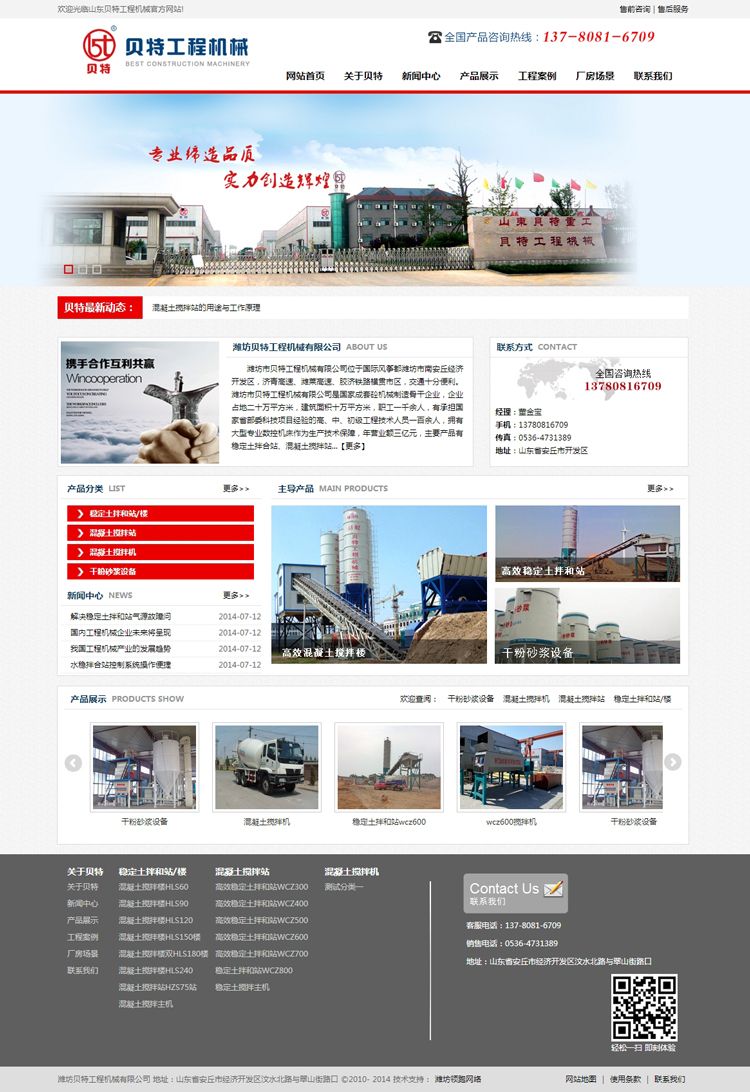 欢迎光临山东贝特工程机械官方网站!
售前咨询 | 售后服务
贝特
贝特工程机械
BEST CONSTRUCTION MACHINERY
全国产品咨询热线：137-8081-6709
网站首页 关于贝特 新闻中心 产品展示 工程案例 厂房场景 联系我们
专业缔造品质
实力创造辉煌
贝特
山东贝特重工
贝特工程机械
贝特最新动态：
混凝土搅拌站的用途与工作原理
携手合作互利共赢
Wincooperation
潍坊贝特工程机械有限公司 ABOUT US
潍坊市贝特工程机械有限公司位于国际风筝都潍坊市南安丘经济
开发区，济青高速、潍莱高速、胶济铁路横贯市区，交通十分便利。
潍坊市贝特工程机械有限公司是国家成套砼机械制造骨干企业，企业
占地二十万平方米，建筑面积十万平方米，职工一千余人，有承担国
家省部委科技项目经验的高、中、初级工程技术人员一百余人，拥有
大型专业数控机床作为生产技术保障，年营业额三亿元，主要产品有
稳定土拌合站、混凝土搅拌站...【更多】
联系方式 CONTACT
全国咨询热线
13780816709
经理：董金宝
手机：13780816709
传真：0536-4731389
地址：山东省安丘市开发区
产品分类 LIST
更多>>
稳定土拌和站/楼
混凝土搅拌站
混凝土搅拌机
干粉砂浆设备
新闻中心 NEWS
更多>>
解决稳定土拌和站气源故障问 2014-07-12
国内工程机械企业未来将呈现 2014-07-12
我国工程机械产业的发展趋势 2014-07-12
水稳拌合站控制系统操作便捷 2014-07-12
主导产品 MAIN PRODUCTS
更多>>
高效混凝土搅拌楼
高效稳定土拌和站
干粉砂浆设备
产品展示 PRODUCTS SHOW
欢迎查阅： 干粉砂浆设备 混凝土搅拌机 混凝土搅拌站 稳定土拌和站/楼
干粉砂浆设备
混凝土搅拌机
稳定土拌和站wcz600
wcz600搅拌机
干粉砂浆设备
关于贝特
关于贝特
新闻中心
产品展示
工程案例
厂房场景
联系我们
稳定土拌和站/楼
混凝土搅拌楼HLS60
混凝土搅拌楼HLS90
混凝土搅拌楼HLS120
混凝土搅拌楼HLS150楼
混凝土搅拌楼双HLS180楼
混凝土搅拌楼HLS240
混凝土搅拌站HZS75站
混凝土搅拌主机
混凝土搅拌站
高效稳定土拌和站WCZ300
高效稳定土拌和站WCZ400
高效稳定土拌和站WCZ500
高效稳定土拌和站WCZ600
高效稳定土拌和站WCZ700
稳定土拌和站WCZ800
稳定土搅拌主机
混凝土搅拌机
测试分类一
Contact Us
联系我们
客服电话：137-8081-6709
销售电话：0536-4731389
地址：山东省安丘市经济开发区汶水北路与翠山街路口
轻松一扫 即刻体验
潍坊贝特工程机械有限公司 地址：山东省安丘市经济开发区汶水北路与翠山街路口 ©2010- 2014 技术支持： 潍坊领跑网络
网站地图 | 使用条款 | 联系我们